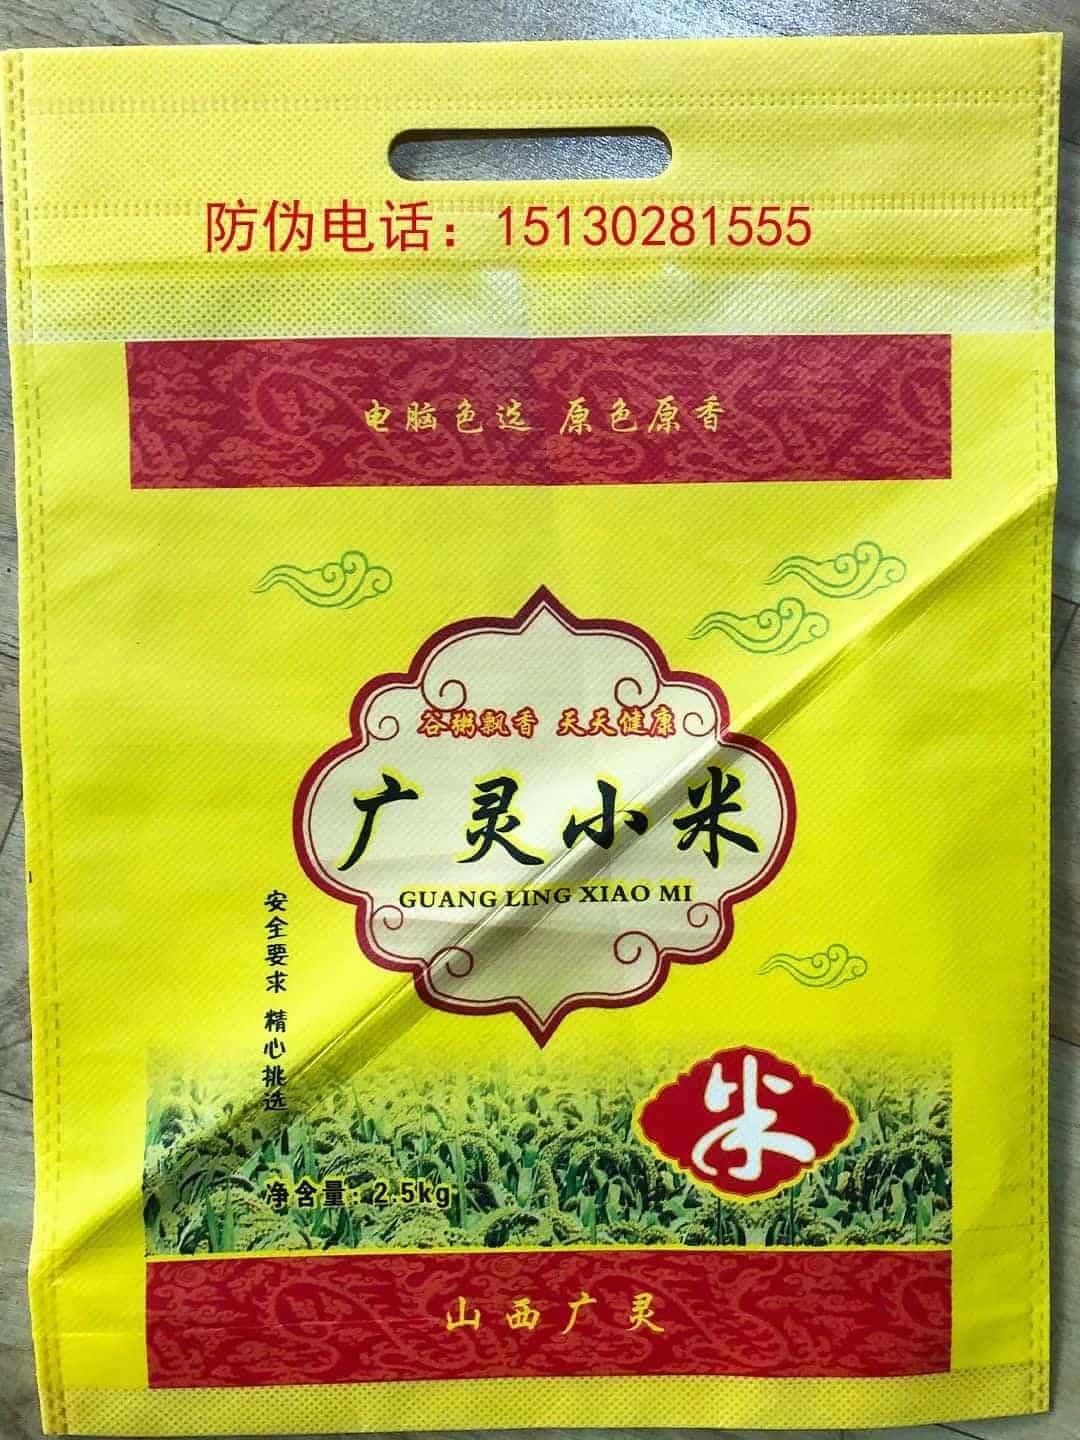 防伪电话：15130281555
电脑色选 原色原香
谷粥飘香 天天健康
广灵小米
GUANG LING XIAO MI
安全要求 精心挑选
米
净含量：2.5kg
山西广灵